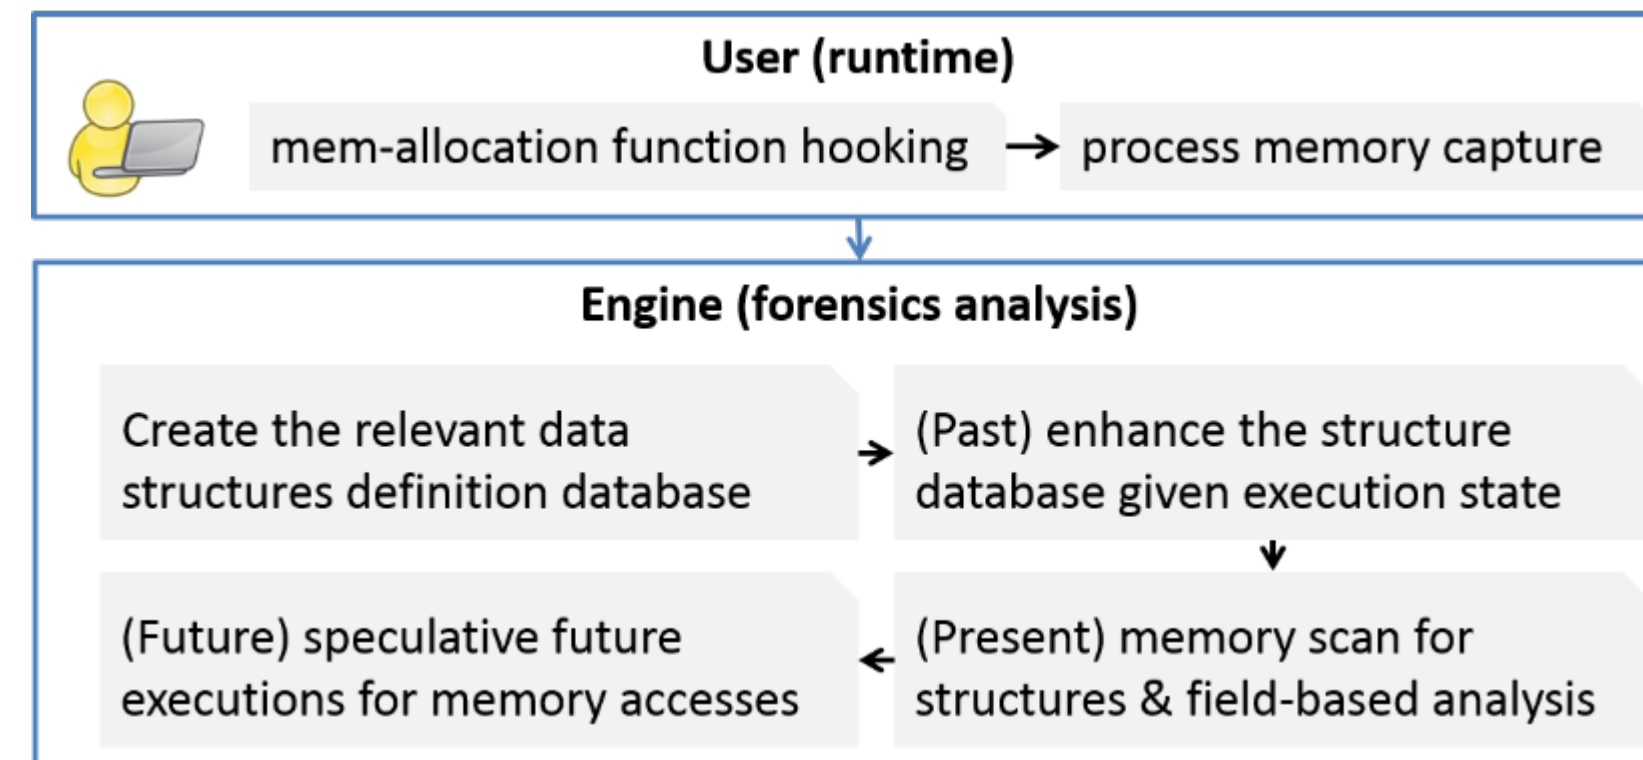 User (runtime)
mem-allocation function hooking
process memory capture
Engine (forensics analysis)
Create the relevant data
structures definition database
(Past) enhance the structure
database given execution state
(Present) memory scan for
structures & field-based analysis
(Future) speculative future
executions for memory accesses